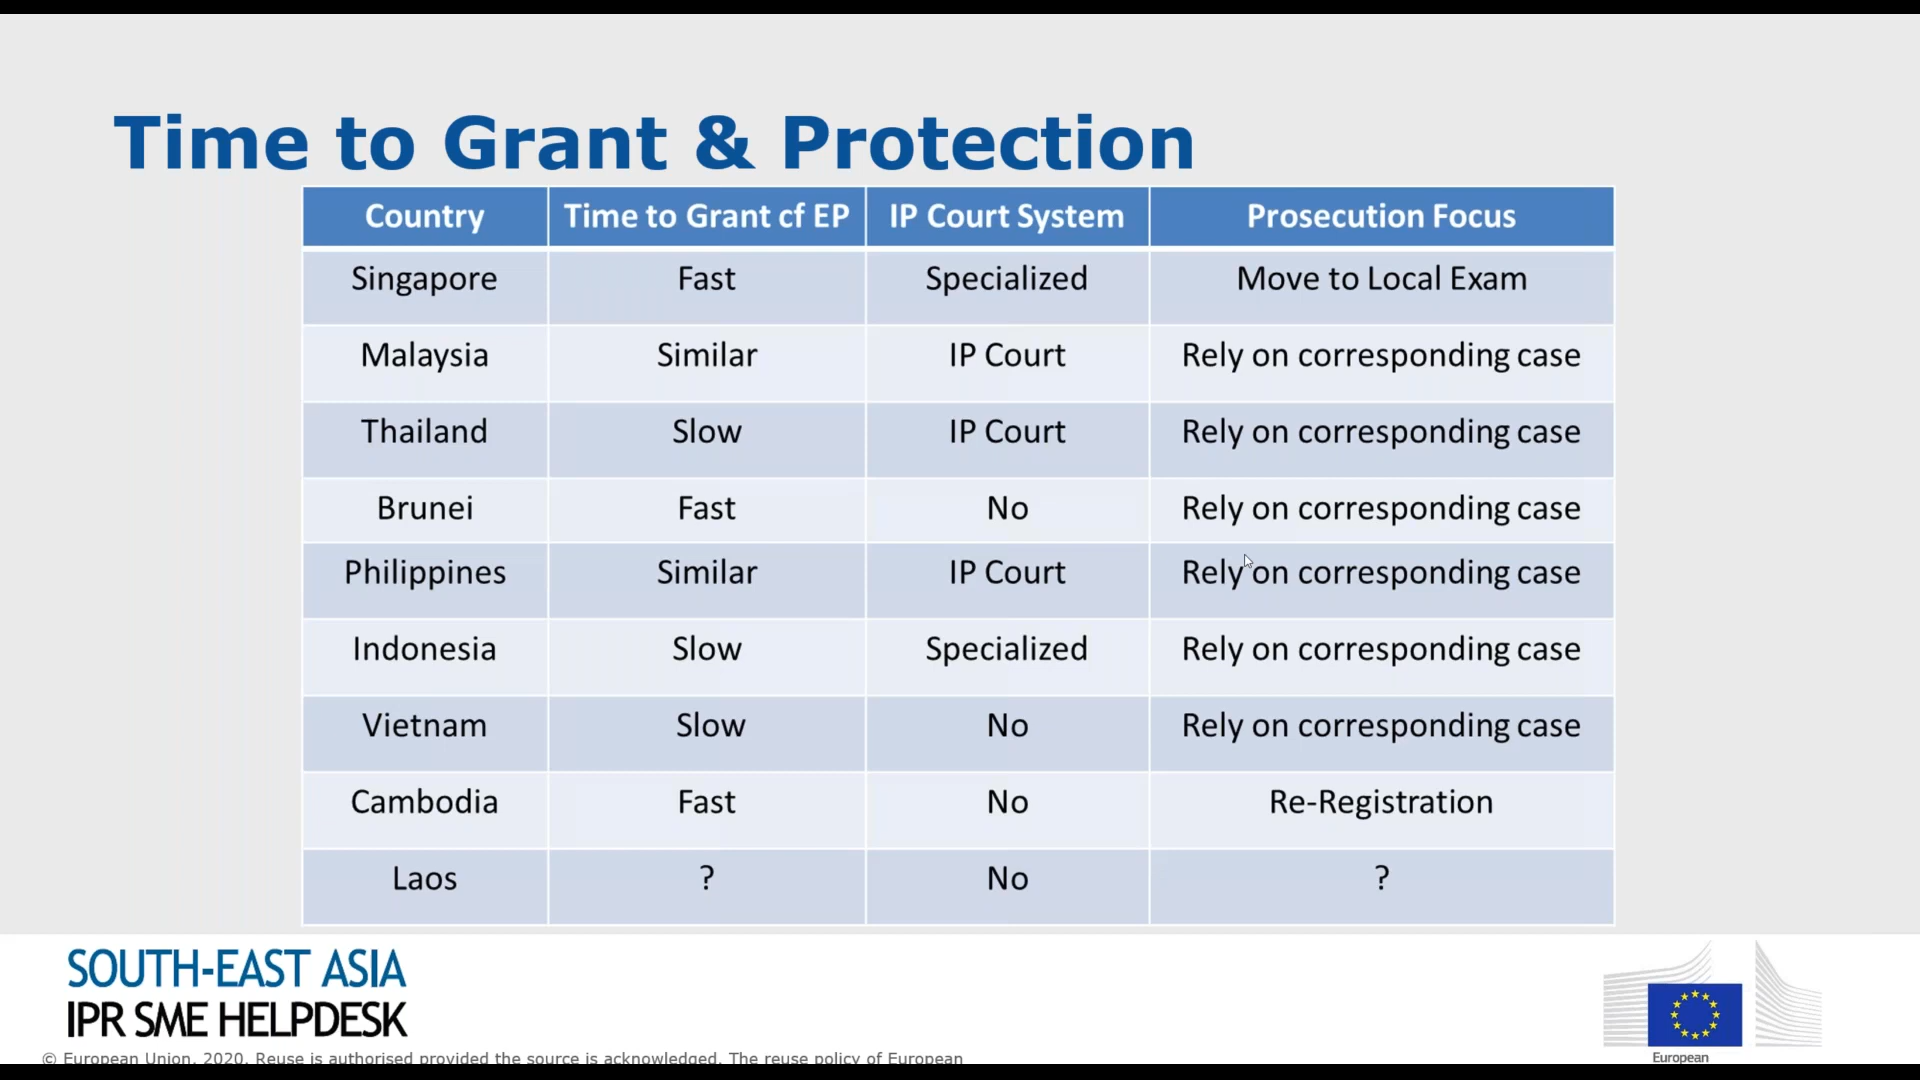 Time to Grant & Protection
Country Time to Grant cf EP IP Court System Prosecution Focus
Singapore Fast Specialized Move to Local Exam
Malaysia Similar IP Court Rely on corresponding case
Thailand Slow IP Court Rely on corresponding case
Brunei Fast No Rely on corresponding case
Philippines Similar IP Court Rely on corresponding case
Indonesia Slow Specialized Rely on corresponding case
Vietnam Slow No Rely on corresponding case
Cambodia Fast No Re-Registration
Laos ? No ?
SOUTH-EAST ASIA
IPR SME HELPDESK
© European Union, 2020. Reuse is authorised provided the source is acknowledged. The reuse policy of European
European